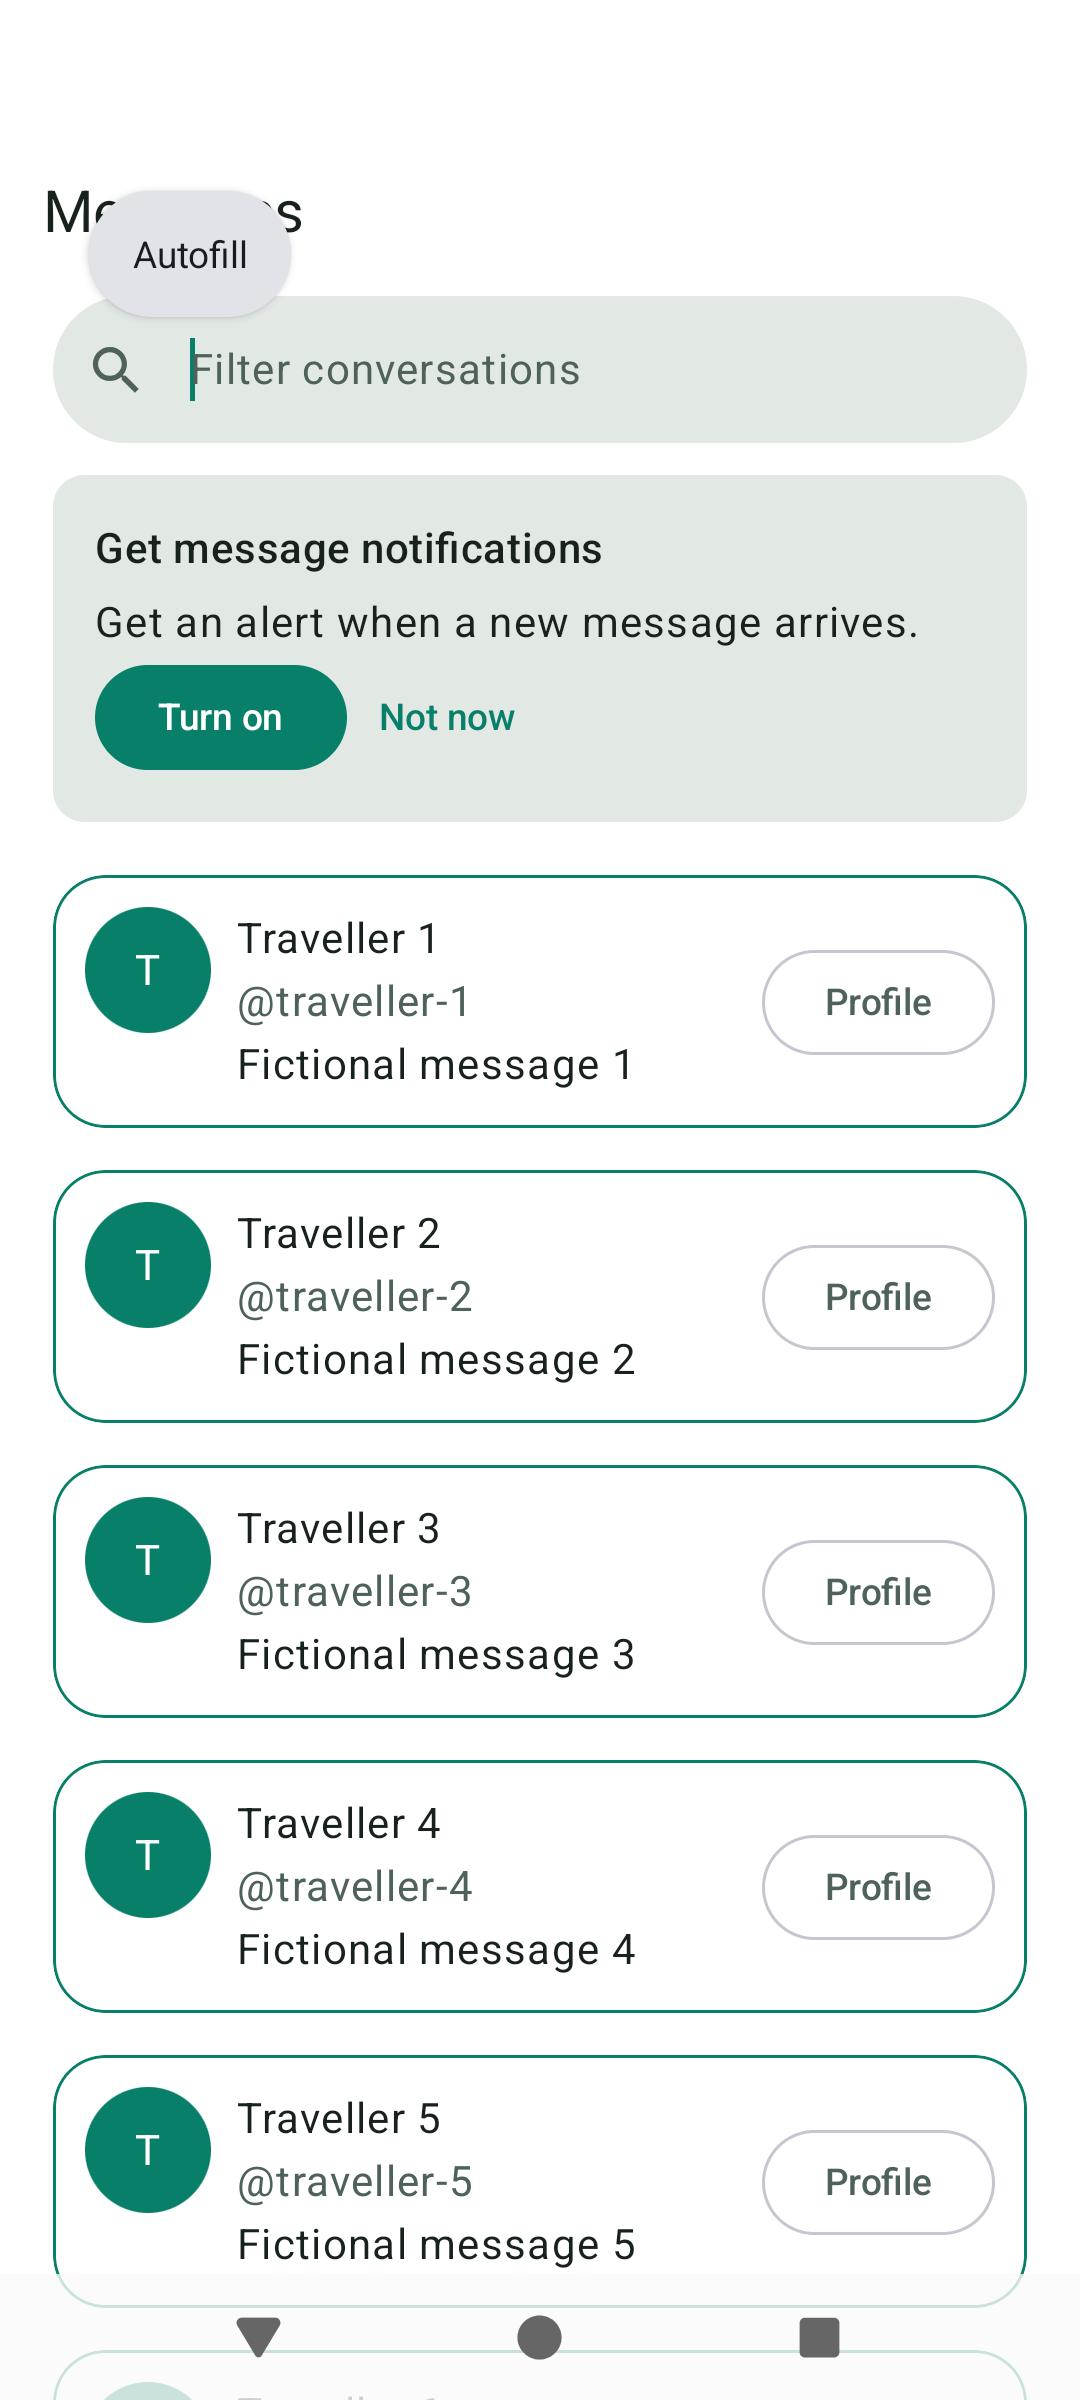 Autofill
Filter conversations
Get message notifications
Get an alert when a new message arrives.
Turn on
Not now
T
Traveller 1
@traveller-1
Fictional message 1
Profile
T
Traveller 2
@traveller-2
Fictional message 2
Profile
T
Traveller 3
@traveller-3
Fictional message 3
Profile
T
Traveller 4
@traveller-4
Fictional message 4
Profile
T
Traveller 5
@traveller-5
Fictional message 5
Profile